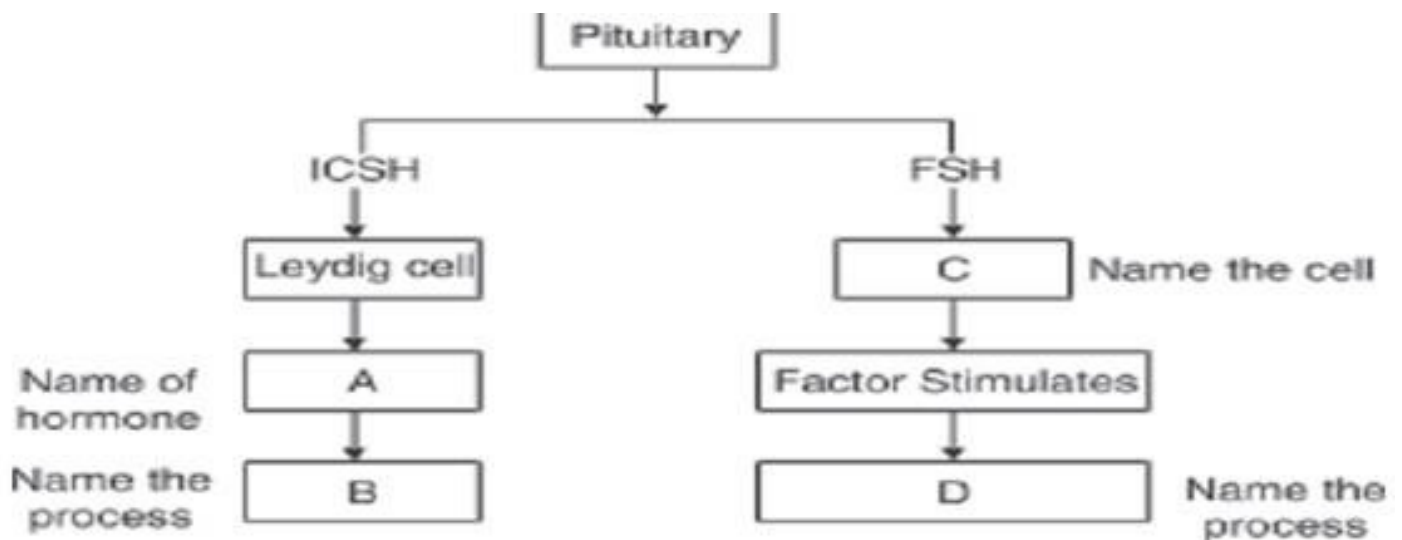 Pituitary
ICSH
FSH
Leydig cell
C
Name the cell
Name of
hormone
A
Factor Stimulates
Name the
process
B
D
Name the
process